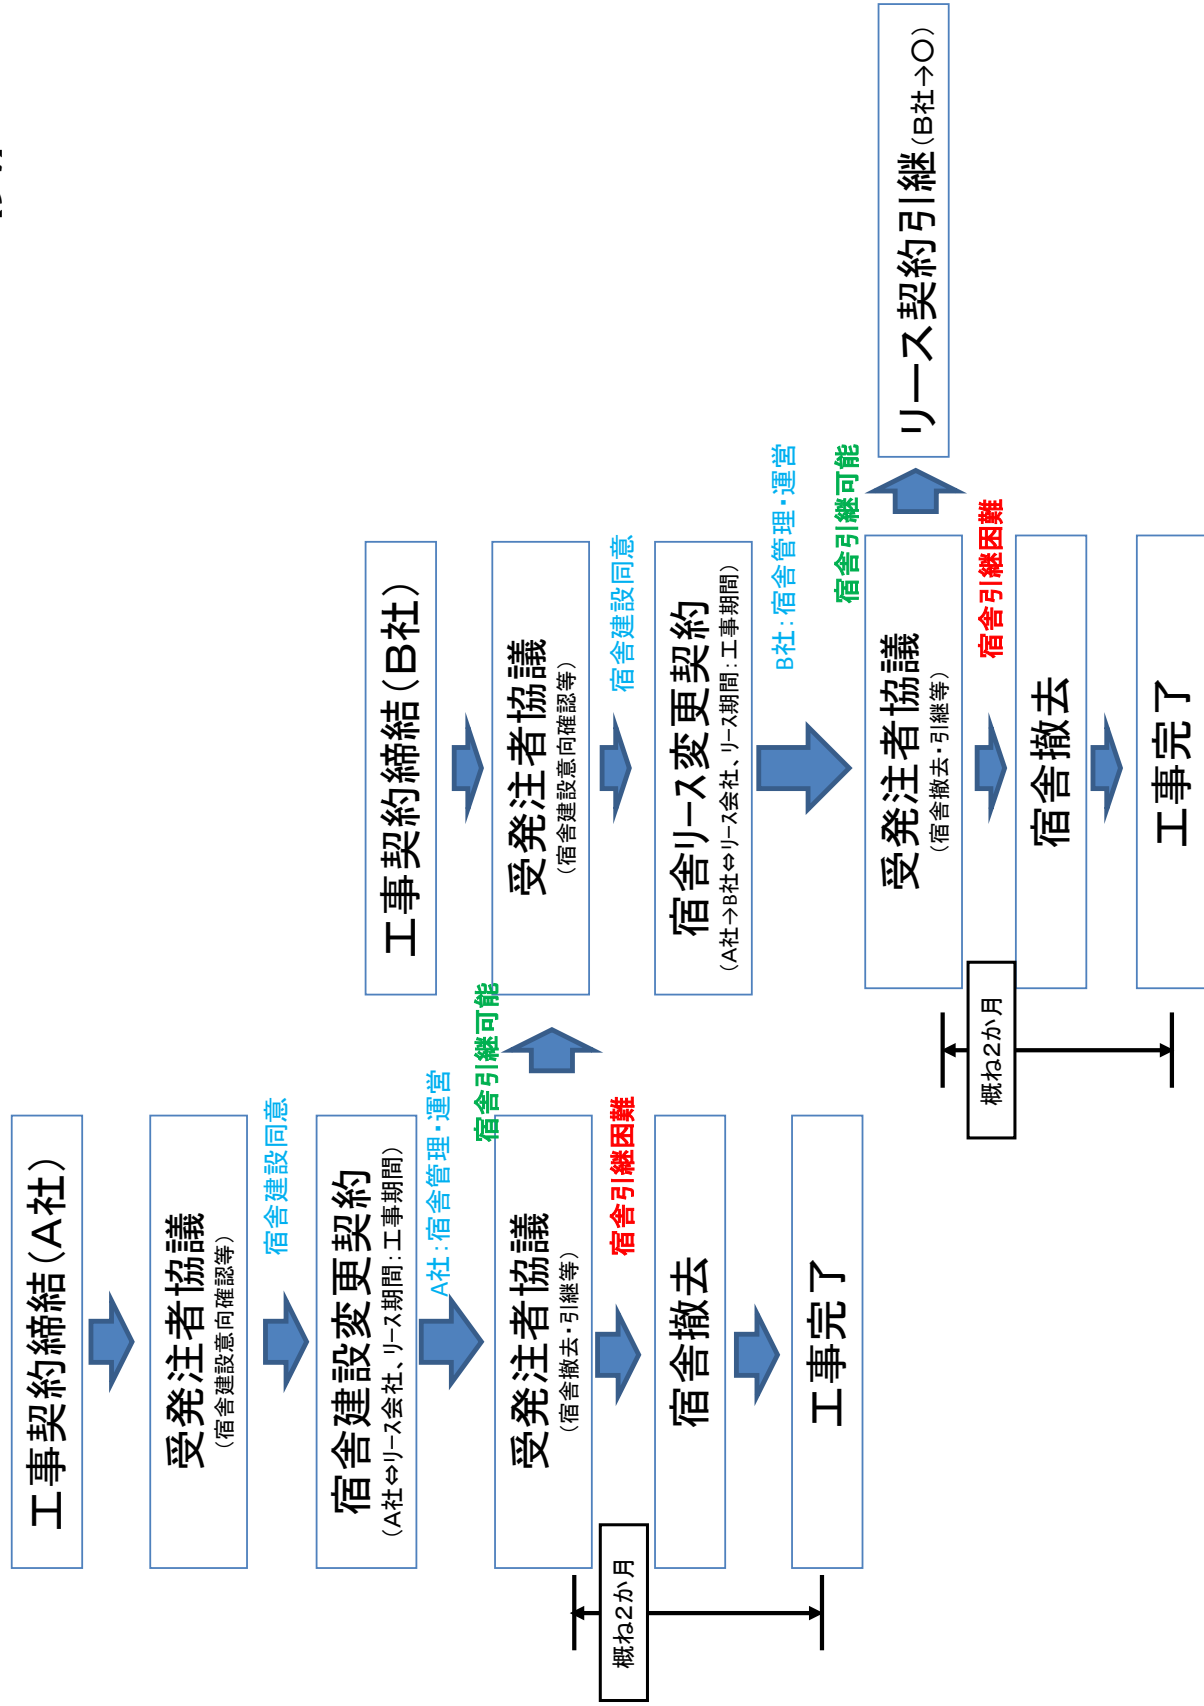 工事契約締結（Ａ社）
受発注者協議
（宿舎建設意向確認等）
宿舎建設同意
宿舎建設変更契約
（Ａ社⇔リース会社、リース期間：工事期間）
A社：宿舎管理・運営
宿舎引継可能
受発注者協議
（宿舎撤去・引継等）
宿舎引継困難
概ね2か月
宿舎撤去
工事完了
工事契約締結（Ｂ社）
受発注者協議
（宿舎建設意向確認等）
宿舎建設同意
宿舎リース変更契約
（Ａ社→Ｂ社⇔リース会社、リース期間：工事期間）
B社：宿舎管理・運営
宿舎引継可能
受発注者協議
（宿舎撤去・引継等）
宿舎引継困難
概ね2か月
宿舎撤去
工事完了
リース契約引継（Ｂ社→○）